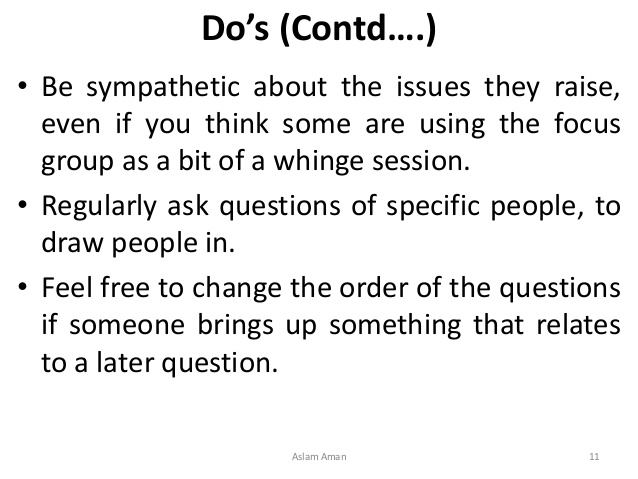 Do’s (Contd….)
• Be sympathetic about the issues they raise,
even if you think some are using the focus
group as a bit of a whinge session.
• Regularly ask questions of specific people, to
draw people in.
• Feel free to change the order of the questions
if someone brings up something that relates
to a later question.
Aslam Aman
11